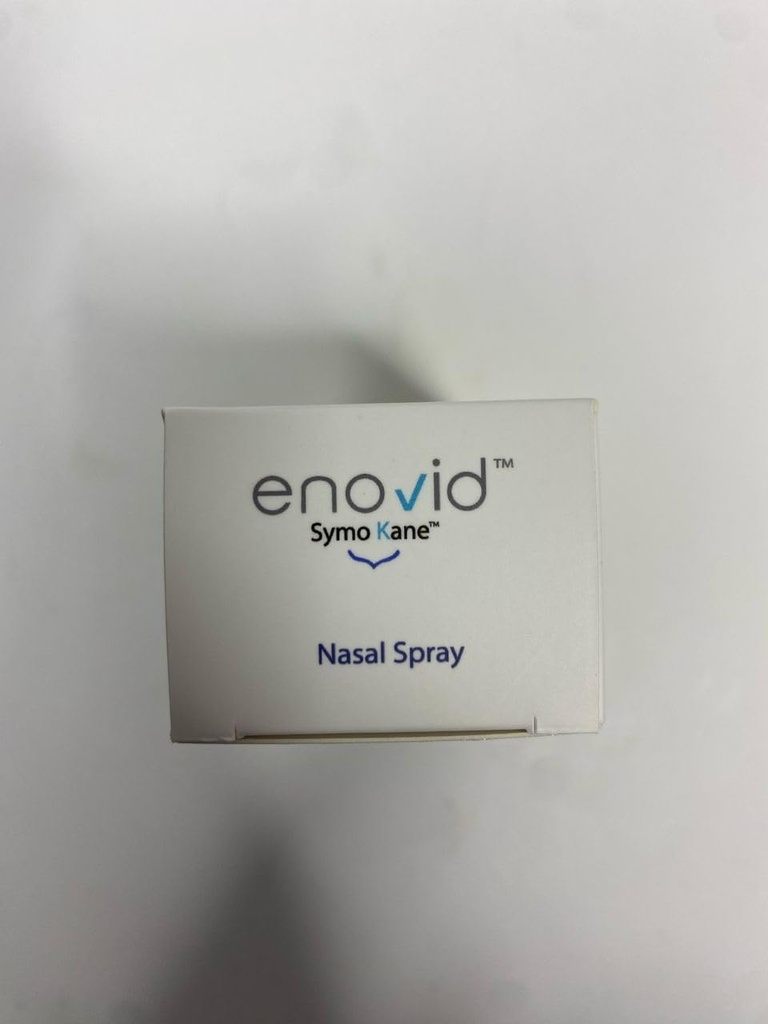 enovid™
Symo Kane™
Nasal Spray